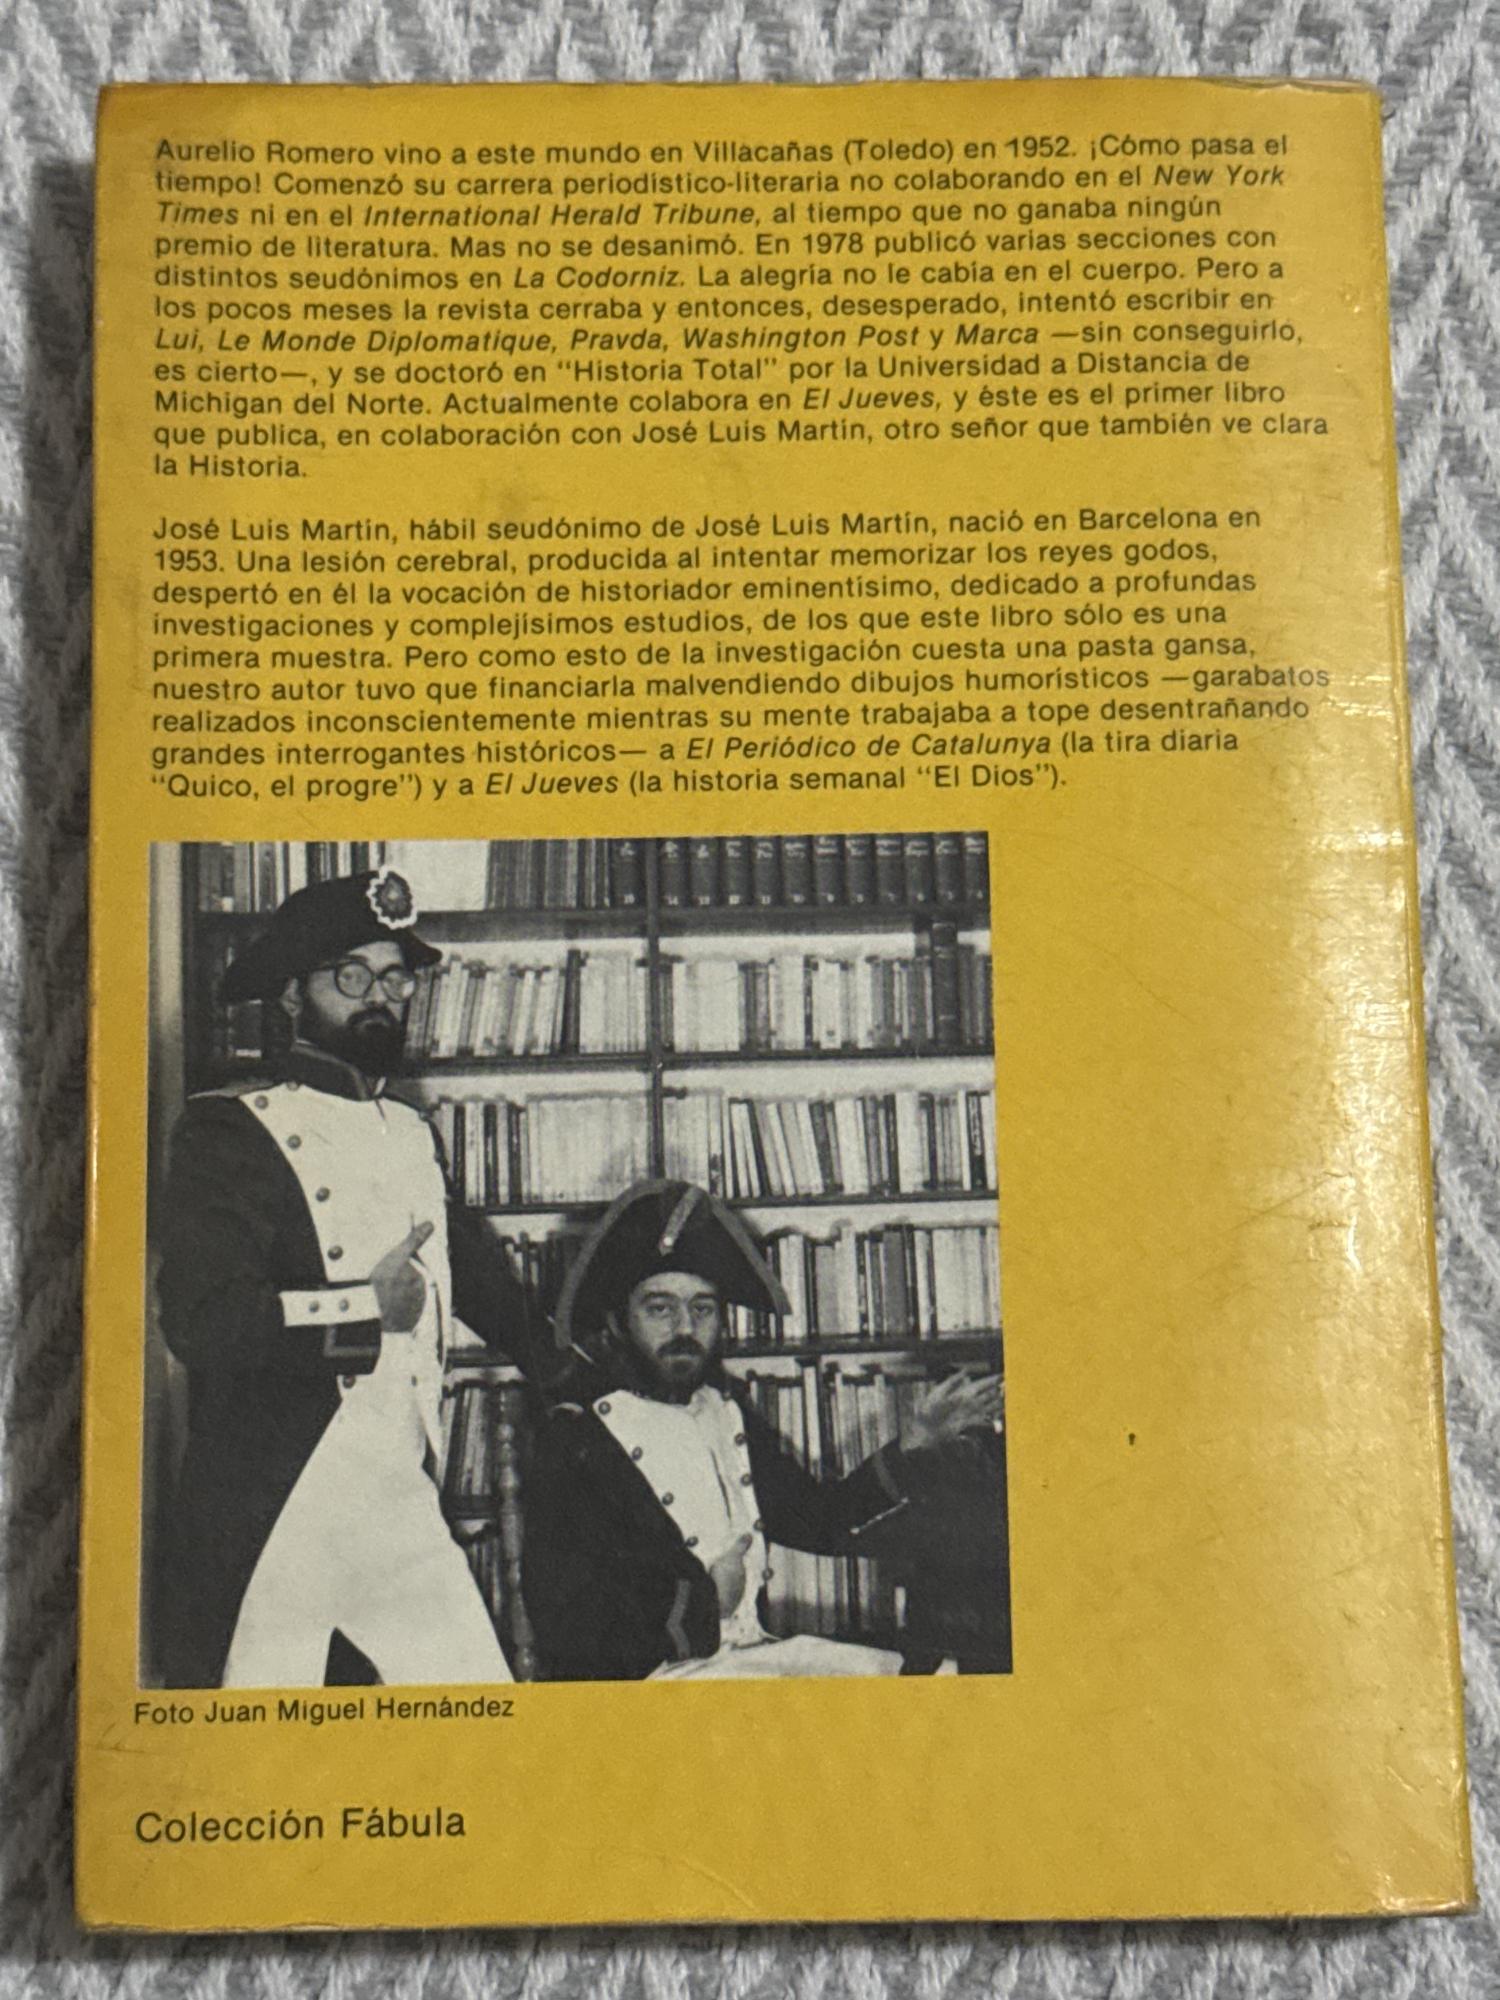 Aurelio Romero vino a este mundo en Villacañas (Toledo) en 1952. ¡Cómo pasa el
tiempo! Comenzó su carrera periodístico-literaria no colaborando en el New York
Times ni en el International Herald Tribune, al tiempo que no ganaba ningún
premio de literatura. Mas no se desanimó. En 1978 publicó varias secciones con
distintos seudónimos en La Codorniz. La alegría no le cabía en el cuerpo. Pero a
los pocos meses la revista cerraba y entonces, desesperado, intentó escribir en
Lui, Le Monde Diplomatique, Pravda, Washington Post y Marca —sin conseguirlo,
es cierto—, y se doctoró en "Historia Total" por la Universidad a Distancia de
Michigan del Norte. Actualmente colabora en El Jueves, y éste es el primer libro
que publica, en colaboración con José Luis Martín, otro señor que también ve clara
la Historia.
José Luis Martín, hábil seudónimo de José Luis Martín, nació en Barcelona en
1953. Una lesión cerebral, producida al intentar memorizar los reyes godos,
despertó en él la vocación de historiador eminentísimo, dedicado a profundas
investigaciones y complejísimos estudios, de los que este libro sólo es una
primera muestra. Pero como esto de la investigación cuesta una pasta gansa,
nuestro autor tuvo que financiarla malvendiendo dibujos humorísticos —garabatos
realizados inconscientemente mientras su mente trabajaba a tope desentrañando
grandes interrogantes históricos— a El Periódico de Catalunya (la tira diaria
"Quico, el progre") y a El Jueves (la historia semanal "El Dios").
Foto Juan Miguel Hernández
Colección Fábula